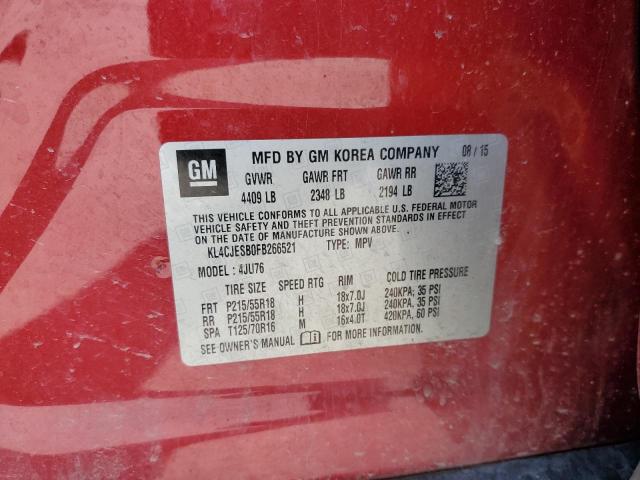 GM
MFD BY GM KOREA COMPANY 08 / 15
GVWR GAWR FRT GAWR RR
4409 LB 2348 LB 2194 LB
THIS VEHICLE CONFORMS TO ALL APPLICABLE U.S. FEDERAL MOTOR
VEHICLE SAFETY, BUMPER, AND THEFT PREVENTION STANDARDS IN EFFECT
ON THE DATE OF MANUFACTURE SHOWN ABOVE.
KL4CJESB0FB266521 TYPE: MPV
MODEL: 4JU76
TIRE SIZE SPEED RTG RIM COLD TIRE PRESSURE
FRT P215/55R18 H 18x7.0J 240KPA, 35 PSI
RR P215/55R18 H 18x7.0J 240KPA, 35 PSI
SPA T125/70R16 M 16x4.0T 420KPA, 60 PSI
SEE OWNER'S MANUAL FOR MORE INFORMATION.